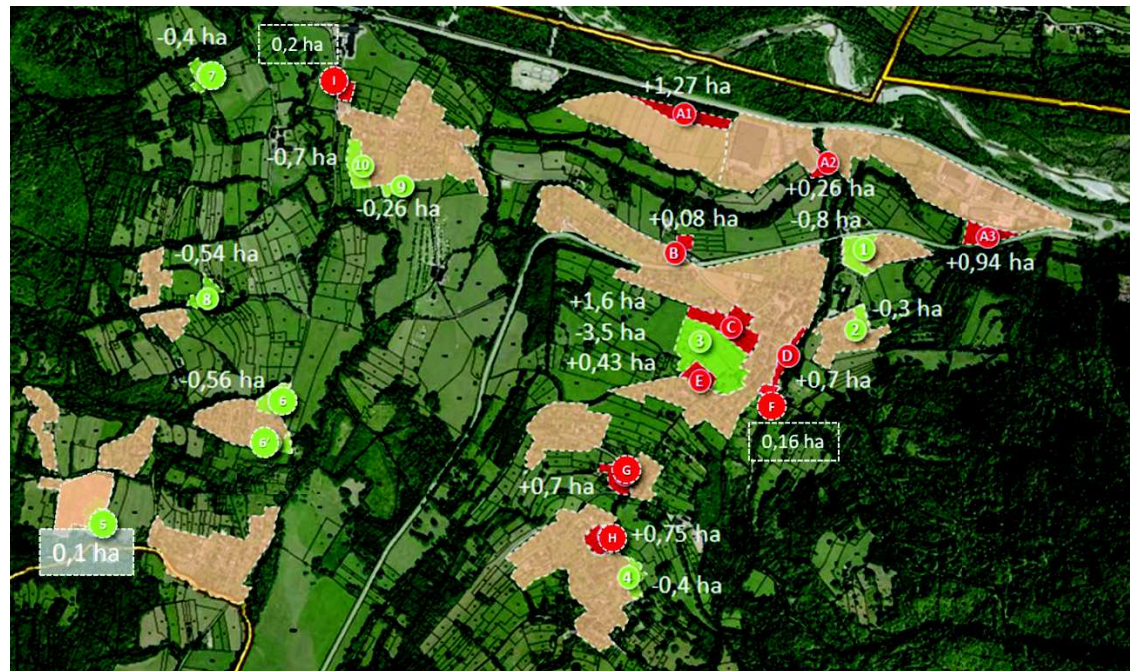 -0,4 ha
0,2 ha
7
I
+1,27 ha
A1
-0,7 ha
10
9
-0,26 ha
A2
+0,26 ha
+0,08 ha
-0,8 ha
B
1
A3
+0,94 ha
-0,54 ha
8
+1,6 ha
-3,5 ha
+0,43 ha
C
3
E
-0,3 ha
2
D
+0,7 ha
F
0,16 ha
-0,56 ha
6
6'
G
+0,7 ha
5
-0,1 ha
H
+0,75 ha
4
-0,4 ha